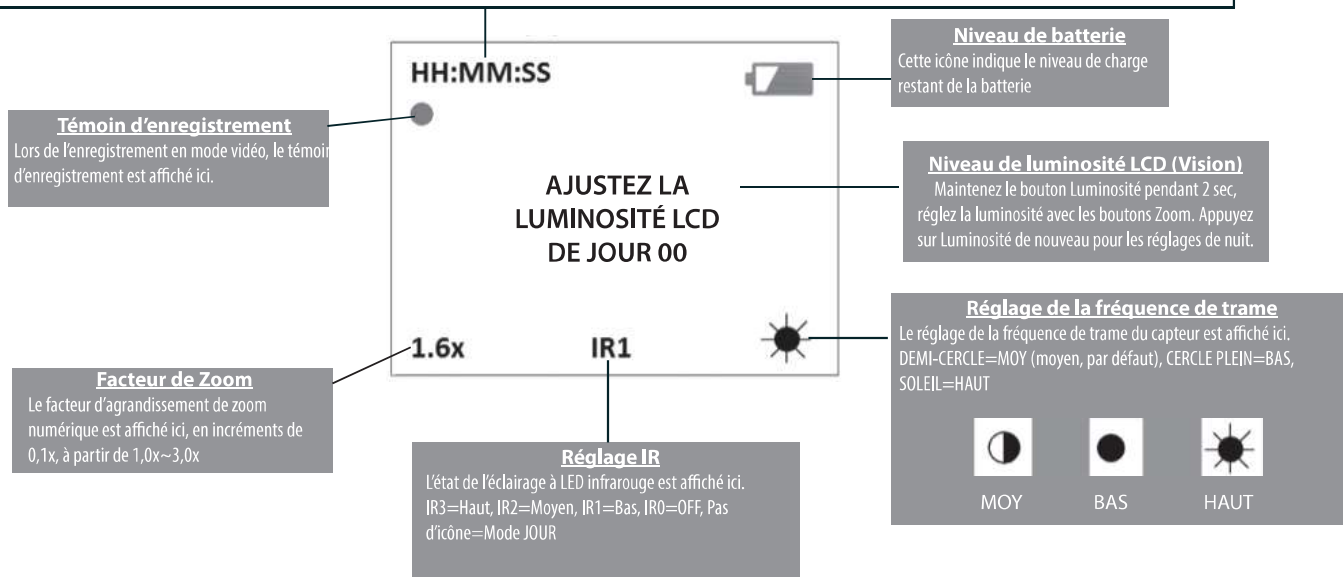 HH:MM:SS
Niveau de batterie
Cette icône indique le niveau de charge
restant de la batterie
Témoin d'enregistrement
Lors de l'enregistrement en mode vidéo, le témoin
d'enregistrement est affiché ici.
AJUSTEZ LA
LUMINOSITÉ LCD
DE JOUR 00
Niveau de luminosité LCD (Vision)
Maintenez le bouton Luminosité pendant 2 sec,
réglez la luminosité avec les boutons Zoom. Appuyez
sur Luminosité de nouveau pour les réglages de nuit.
1.6x
IR1
Réglage de la fréquence de trame
Le réglage de la fréquence de trame du capteur est affiché ici.
DEMI-CERCLE=MOY (moyen, par défaut), CERCLE PLEIN=BAS,
SOLEIL=HAUT
MOY BAS HAUT
Facteur de Zoom
Le facteur d'agrandissement de zoom
numérique est affiché ici, en incréments de
0,1x, à partir de 1,0x~3,0x
Réglage IR
L'état de l'éclairage à LED infrarouge est affiché ici.
IR3=Haut, IR2=Moyen, IR1=Bas, IR0=OFF, Pas
d'icône=Mode JOUR